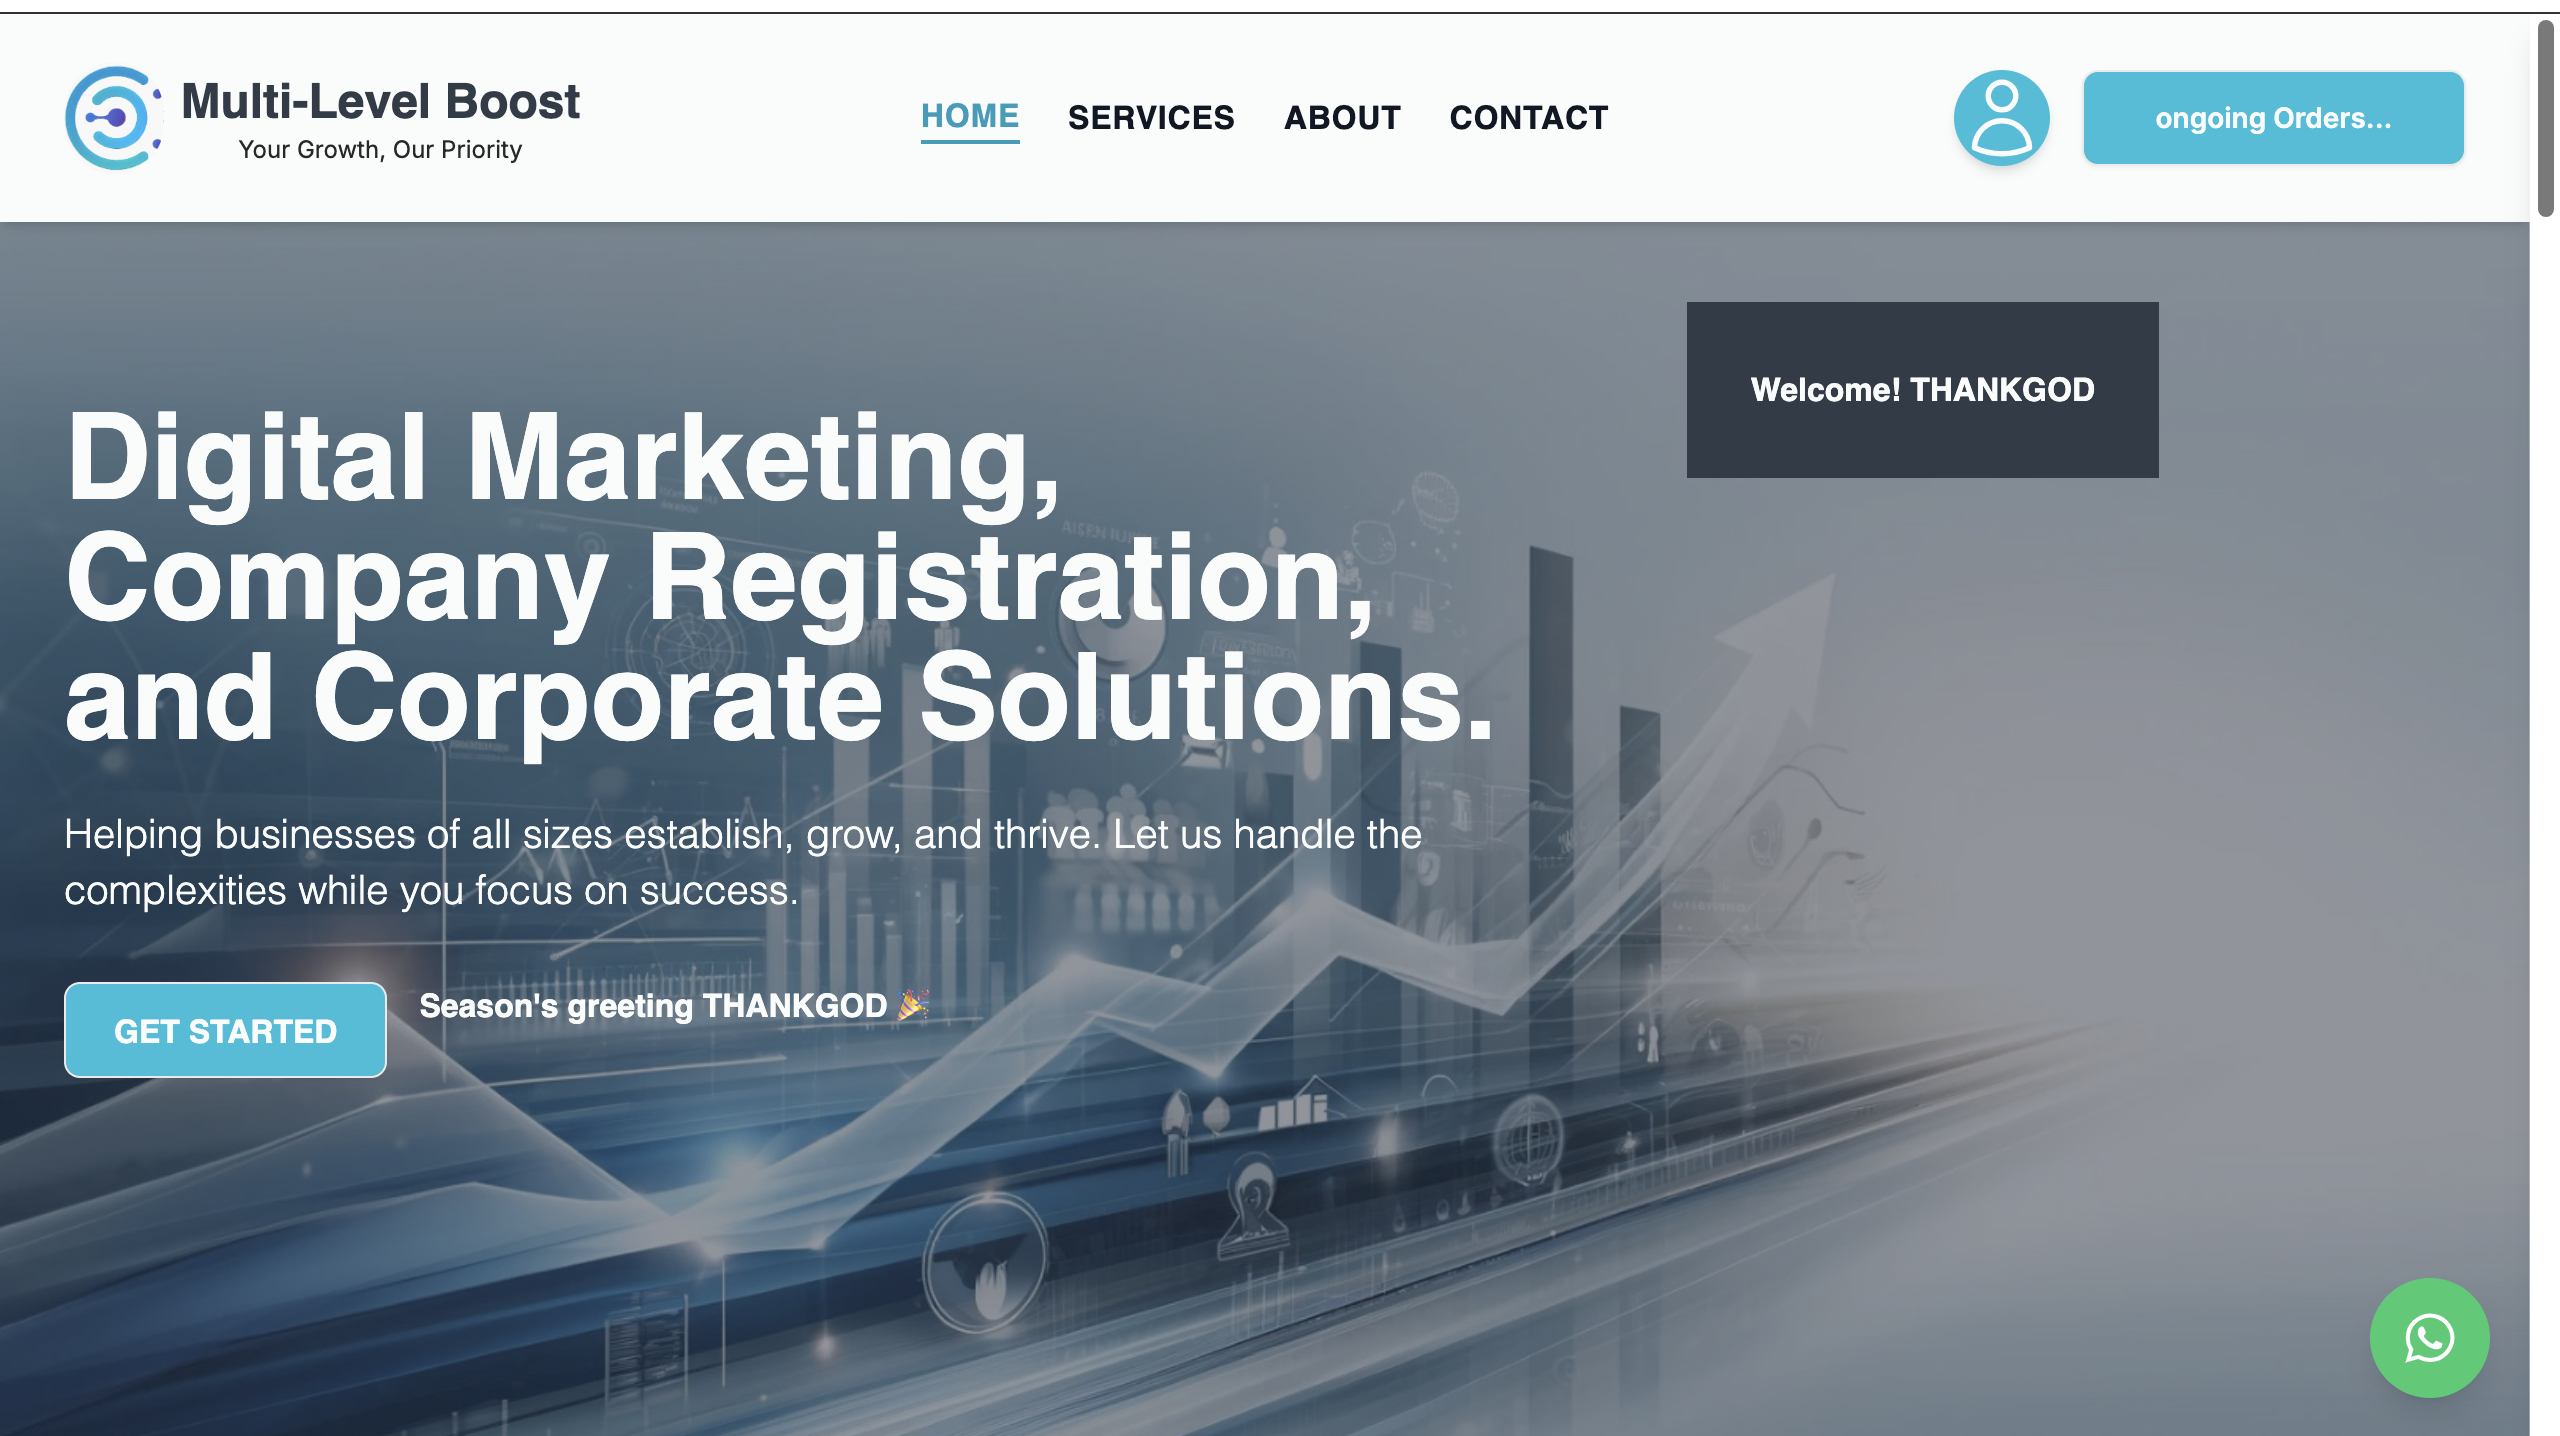 Multi-Level Boost
Your Growth, Our Priority
HOME
SERVICES
ABOUT
CONTACT
ongoing Orders...
Welcome! THANKGOD
Digital Marketing,
Company Registration,
and Corporate Solutions.
Helping businesses of all sizes establish, grow, and thrive. Let us handle the
complexities while you focus on success.
GET STARTED
Season's greeting THANKGOD 🎉